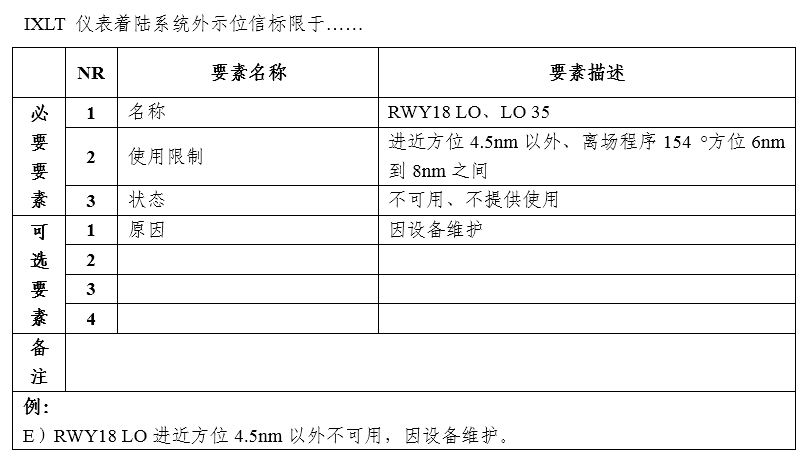 IXLT 仪表着陆系统外示位信标限于……
NR 要素名称 要素描述
必要要素 1 名称 RWY18 LO、LO 35
2 使用限制 进近方位 4.5nm 以外、离场程序 154 °方位 6nm
到 8nm 之间
3 状态 不可用、不提供使用
可选要素 1 原因 因设备维护
2
3
4
备注
例：
E）RWY18 LO 进近方位 4.5nm 以外不可用，因设备维护。